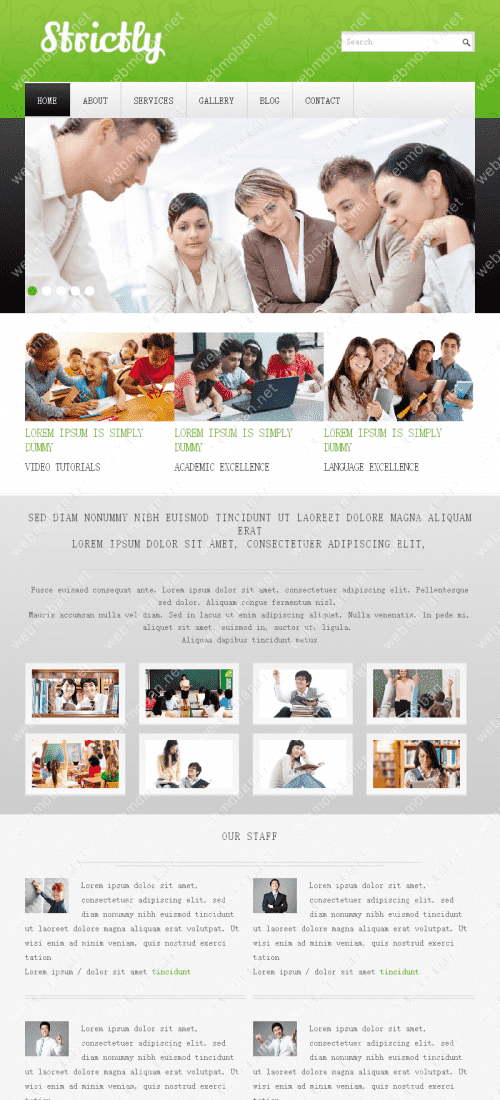 Strictly
Search
HOME ABOUT SERVICES GALLERY BLOG CONTACT
LOREM IPSUM IS SIMPLY
DUMMY
VIDEO TUTORIALS
LOREM IPSUM IS SIMPLY
DUMMY
ACADEMIC EXCELLENCE
LOREM IPSUM IS SIMPLY
DUMMY
LANGUAGE EXCELLENCE
SED DIAM NONUMMY NIBH EUISMOD TINCIDUNT UT LAOREET DOLORE MAGNA ALIQUAM
ERAT
LOREM IPSUM DOLOR SIT AMET, CONSECTETUER ADIPISCING ELIT,
Fusce euismod consequat ante. Lorem ipsum dolor sit amet, consectetuer adipiscing elit. Pellentesque
sed dolor. Aliquam congue fermentum nisl.
Mauris accumsan nulla vel diam. Sed in lacus ut enim adipiscing aliquet. Nulla venenatis. In pede mi,
aliquet sit amet, euismod in, auctor ut, ligula.
Aliquam dapibus tincidunt metus
OUR STAFF
Lorem ipsum dolor sit amet,
consectetuer adipiscing elit, sed
diam nonummy nibh euismod tincidunt
ut laoreet dolore magna aliquam erat volutpat. Ut
wisi enim ad minim veniam, quis nostrud exerci
tation
Lorem ipsum / dolor sit amet tincidunt
Lorem ipsum dolor sit amet,
consectetuer adipiscing elit, sed
diam nonummy nibh euismod tincidunt
ut laoreet dolore magna aliquam erat volutpat. Ut
wisi enim ad minim veniam, quis nostrud exerci
tation
Lorem ipsum / dolor sit amet tincidunt
Lorem ipsum dolor sit amet,
consectetuer adipiscing elit, sed
diam nonummy nibh euismod tincidunt
ut laoreet dolore magna aliquam erat volutpat. Ut
wisi enim ad minim veniam, quis nostrud exerci
Lorem ipsum dolor sit amet,
consectetuer adipiscing elit, sed
diam nonummy nibh euismod tincidunt
ut laoreet dolore magna aliquam erat volutpat. Ut
wisi enim ad minim veniam, quis nostrud exerci
webmoban.net